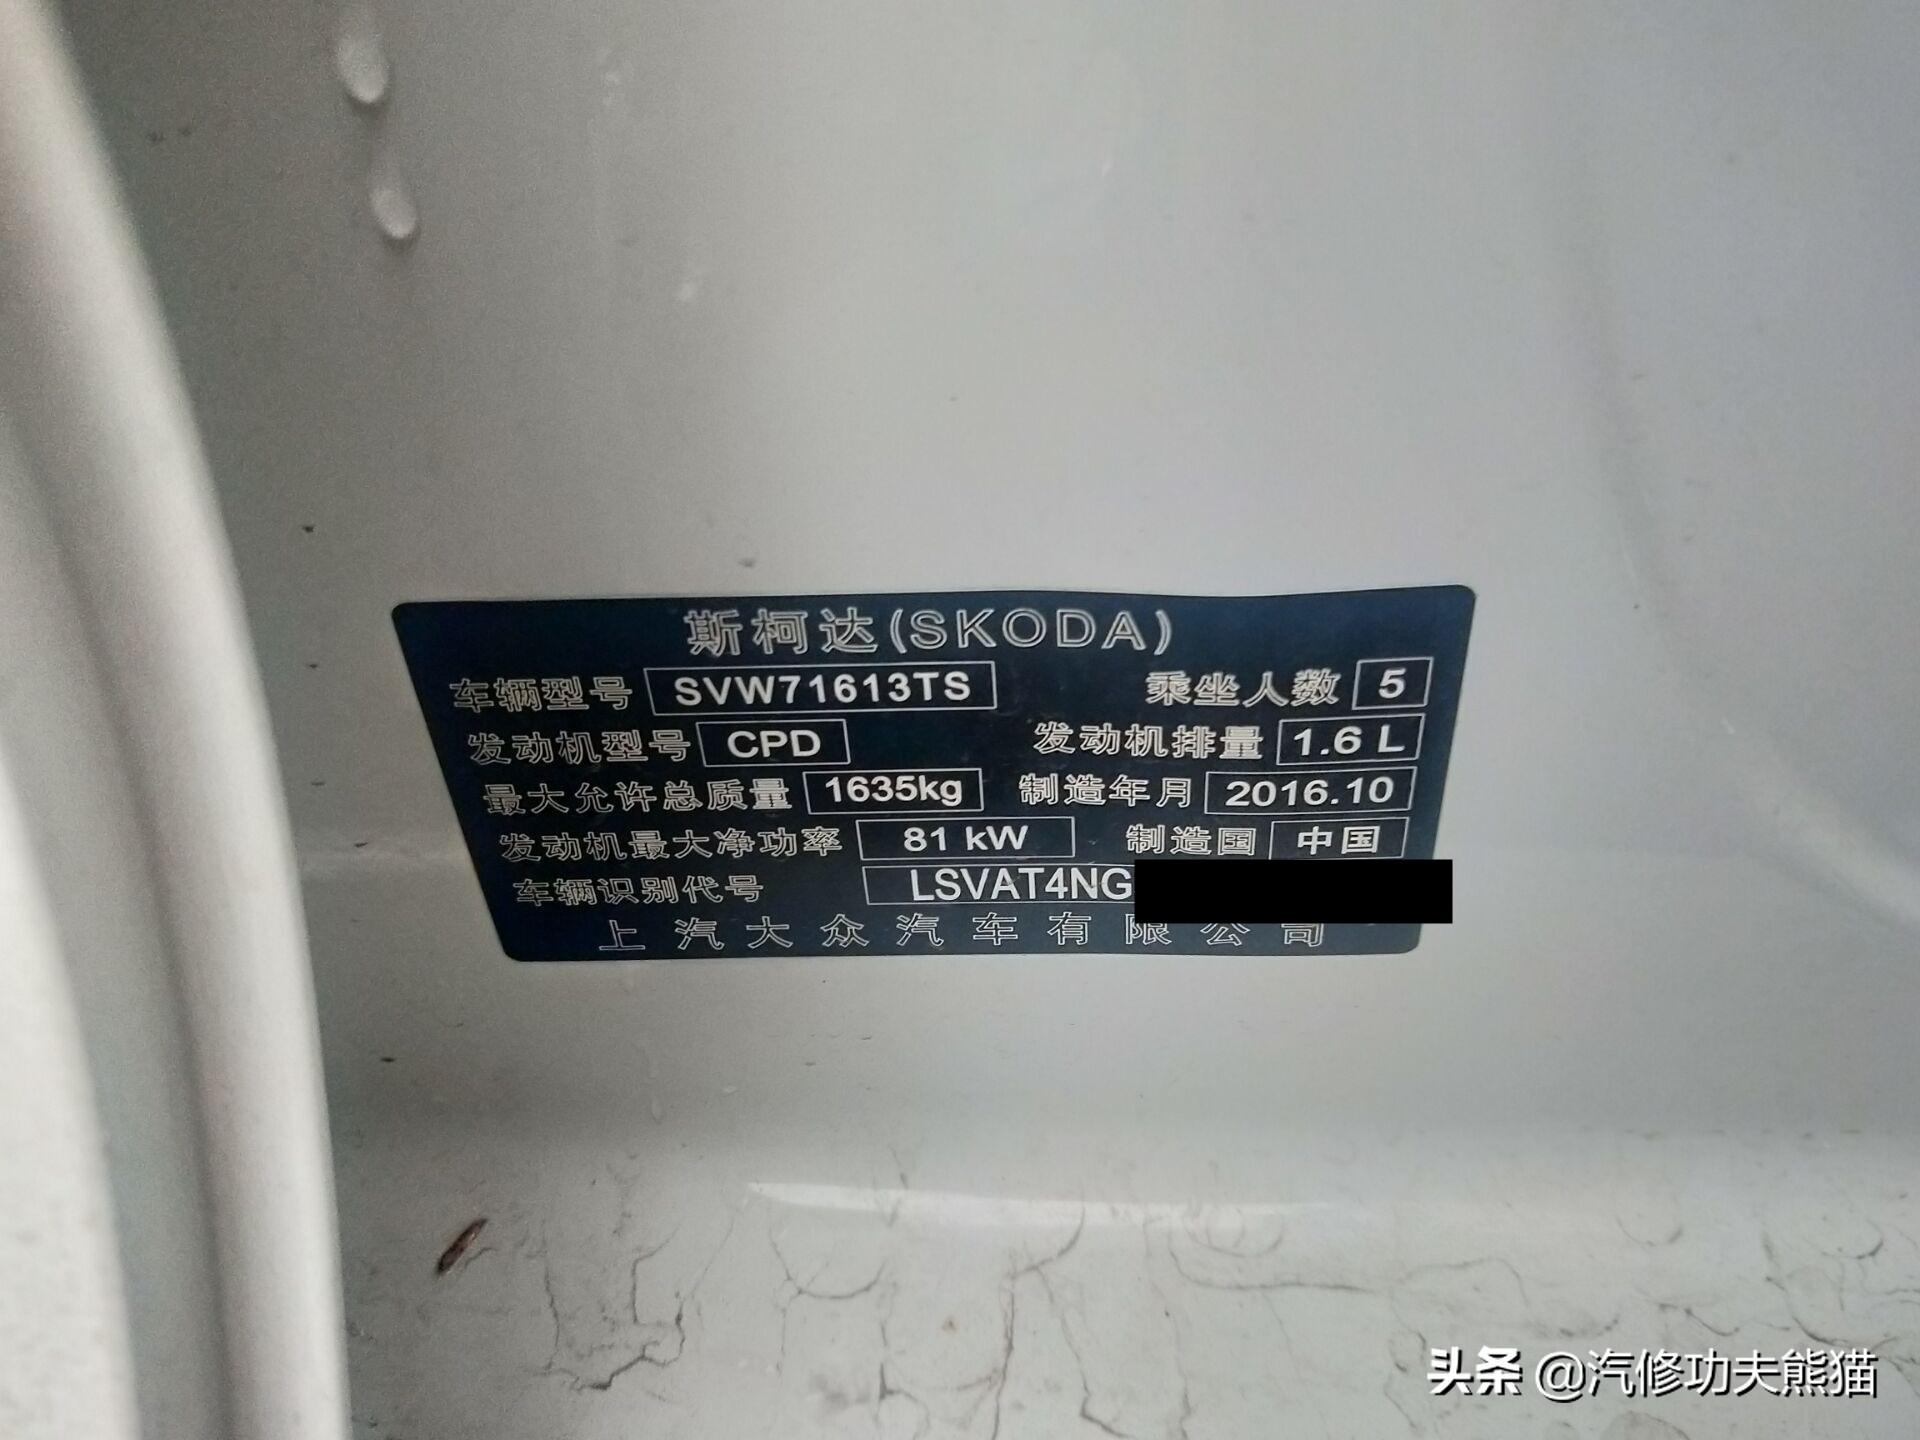 斯柯达(SKODA)
车辆型号 SVW71613TS 乘坐人数 5
发动机型号 CPD 发动机排量 1.6 L
最大允许总质量 1635kg 制造年月 2016.10
发动机最大净功率 81 kW 制造国 中国
车辆识别代号 LSVAT4NG
上汽大众汽车有限公司
头条 @汽修功夫熊猫